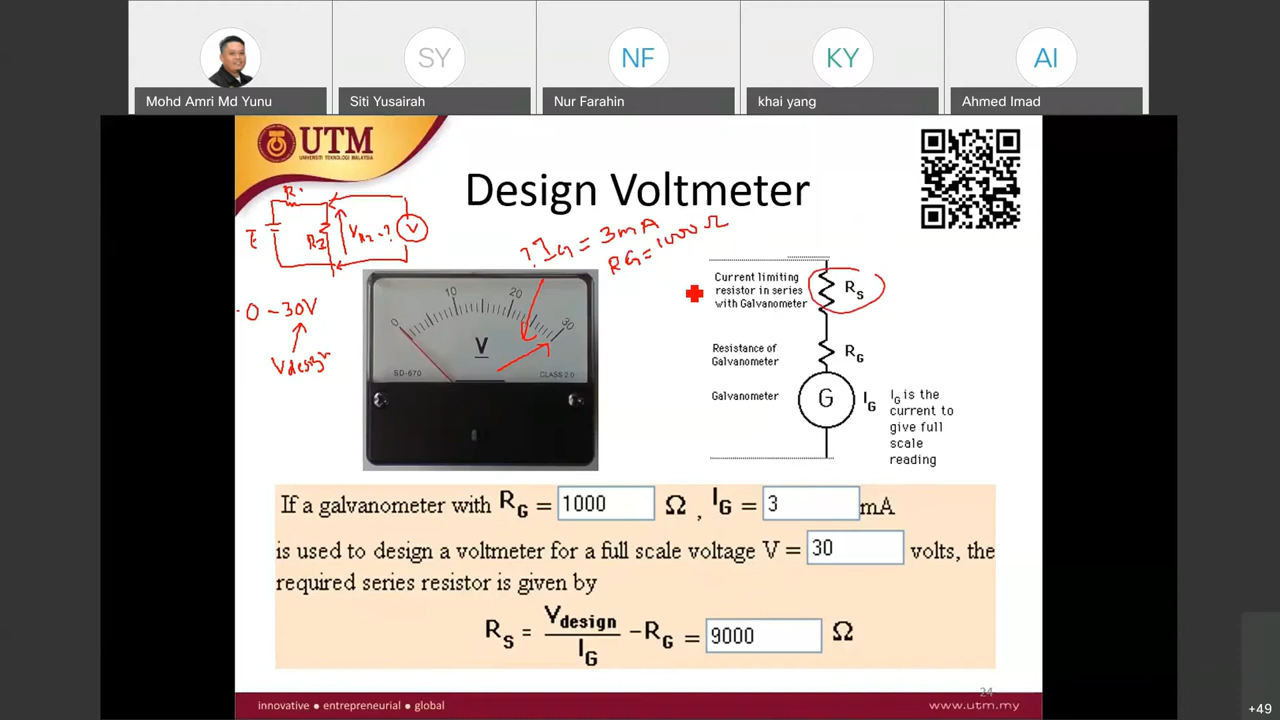 SY
NF
KY
AI
Mohd Amri Md Yunu
Siti Yusairah
Nur Farahin
khai yang
Ahmed Imad
UTM
UNIVERSITI TEKNOLOGI MALAYSIA
Design Voltmeter
R.
E
R2
VR2=?
V
?? IG = 3mA
RG=1000 Ω
0 - 30V
Vdesign
0
10
20
30
V
SD-670
CLASS 2.0
Current limiting
resistor in series
with Galvanometer
RS
Resistance of
Galvanometer
RG
Galvanometer
G
IG
IG is the
current to
give full
scale
reading
If a galvanometer with RG = 1000 Ω , IG = 3 mA
is used to design a voltmeter for a full scale voltage V = 30 volts, the
required series resistor is given by
RS = Vdesign / IG − RG = 9000 Ω
24
innovative ● entrepreneurial ● global
www.utm.my
+49